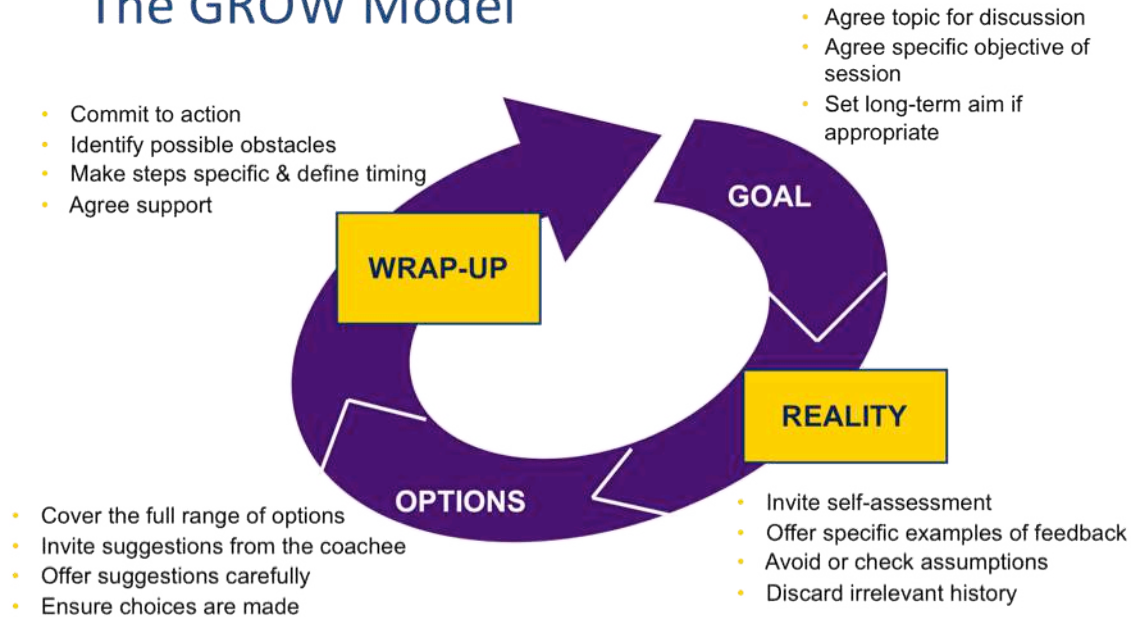 The GROW Model
• Agree topic for discussion
• Agree specific objective of
session
• Set long-term aim if
appropriate
• Commit to action
• Identify possible obstacles
• Make steps specific & define timing
• Agree support
GOAL
WRAP-UP
REALITY
OPTIONS
• Invite self-assessment
• Offer specific examples of feedback
• Avoid or check assumptions
• Discard irrelevant history
• Cover the full range of options
• Invite suggestions from the coachee
• Offer suggestions carefully
• Ensure choices are made